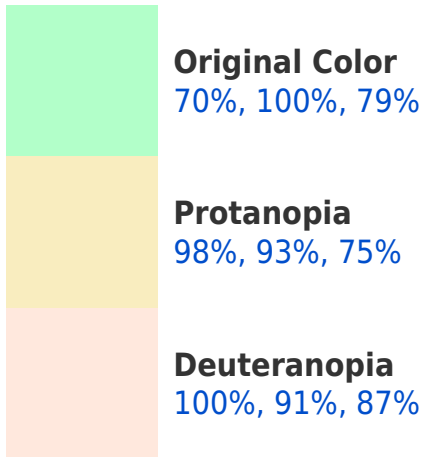 Original Color
70%, 100%, 79%
Protanopia
98%, 93%, 75%
Deuteranopia
100%, 91%, 87%